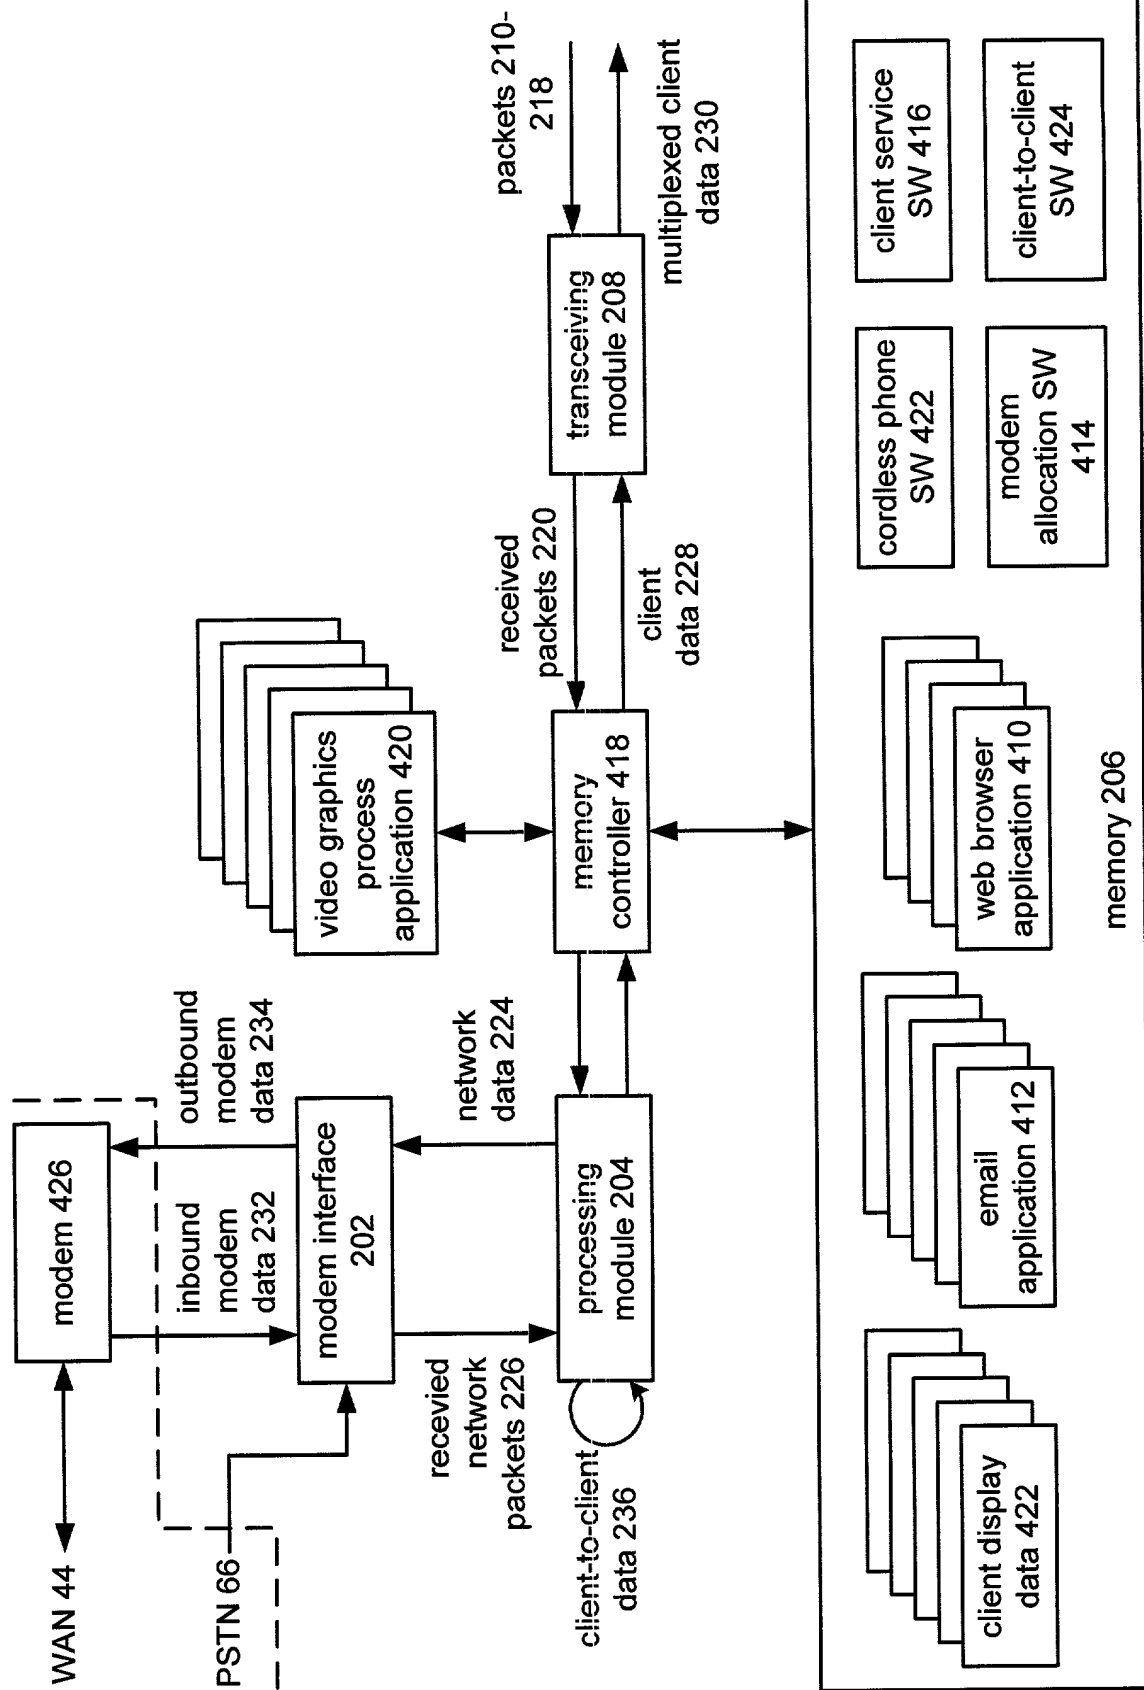 WAN 44
PSTN 66
modem 426
inbound
modem
data 232
outbound
modem
data 234
modem interface
202
recevied
network
packets 226
network
data 224
client-to-client
data 236
processing
module 204
video graphics
process
application 420
memory
controller 418
received
packets 220
client
data 228
transceiving
module 208
packets 210-
218
multiplexed client
data 230
client display
data 422
email
application 412
web browser
application 410
cordless phone
SW 422
modem
allocation SW
414
client service
SW 416
client-to-client
SW 424
memory 206